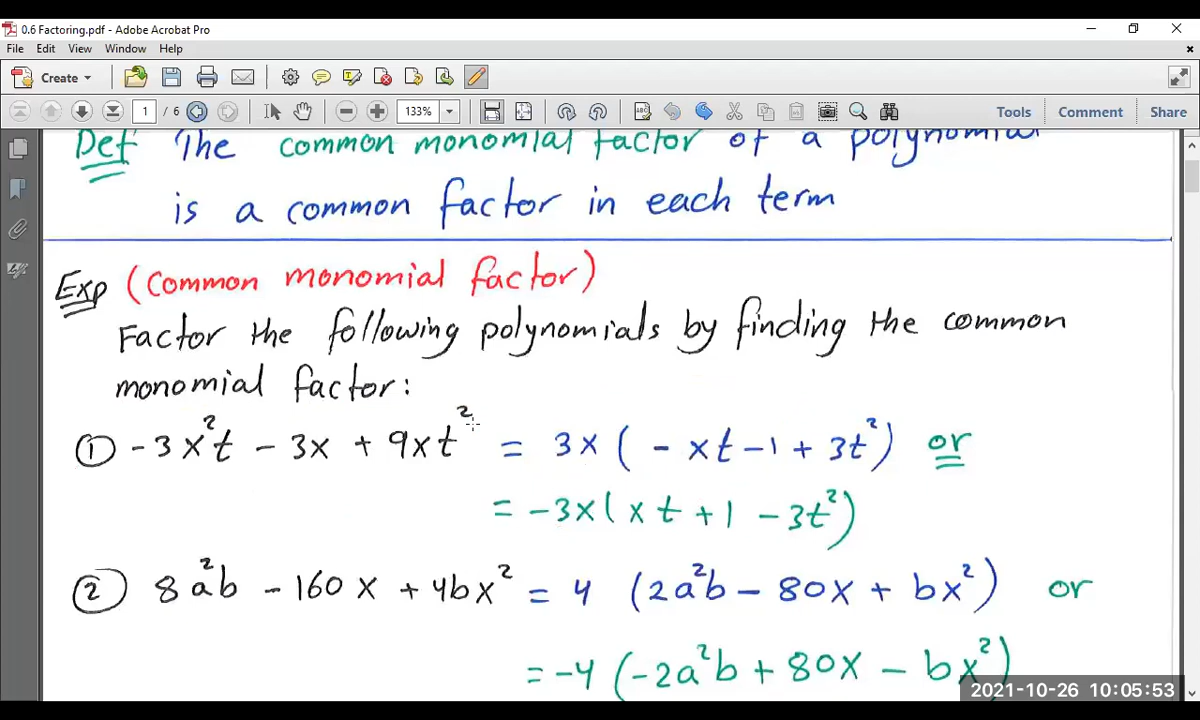 0.6 Factoring.pdf - Adobe Acrobat Pro
File Edit View Window Help
Create
1 / 6 133% Tools Comment Share
Def The common monomial factor of a polynomial
is a common factor in each term
Exp (Common monomial factor)
Factor the following polynomials by finding the common
monomial factor:
① -3x²t - 3x + 9xt² = 3x(-xt-1+3t²) or
= -3x(xt+1-3t²)
② 8a²b - 160x + 4bx² = 4 (2a²b - 80x + bx²) or
= -4 (-2a²b + 80x - bx²)
2021-10-26 10:05:53